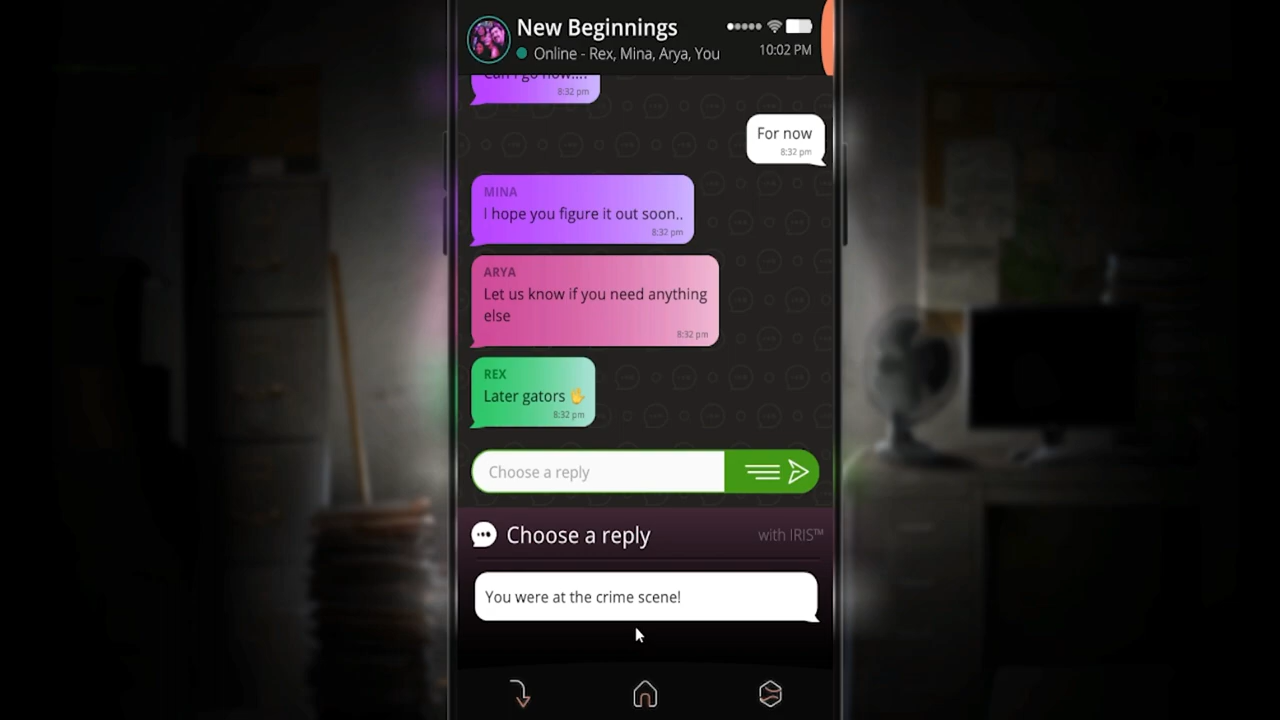 New Beginnings
Online - Rex, Mina, Arya, You
10:02 PM
Can I go now....
8:32 pm
For now
8:32 pm
MINA
I hope you figure it out soon..
8:32 pm
ARYA
Let us know if you need anything
else
8:32 pm
REX
Later gators ✋
8:32 pm
Choose a reply
Choose a reply
with IRIS™
You were at the crime scene!